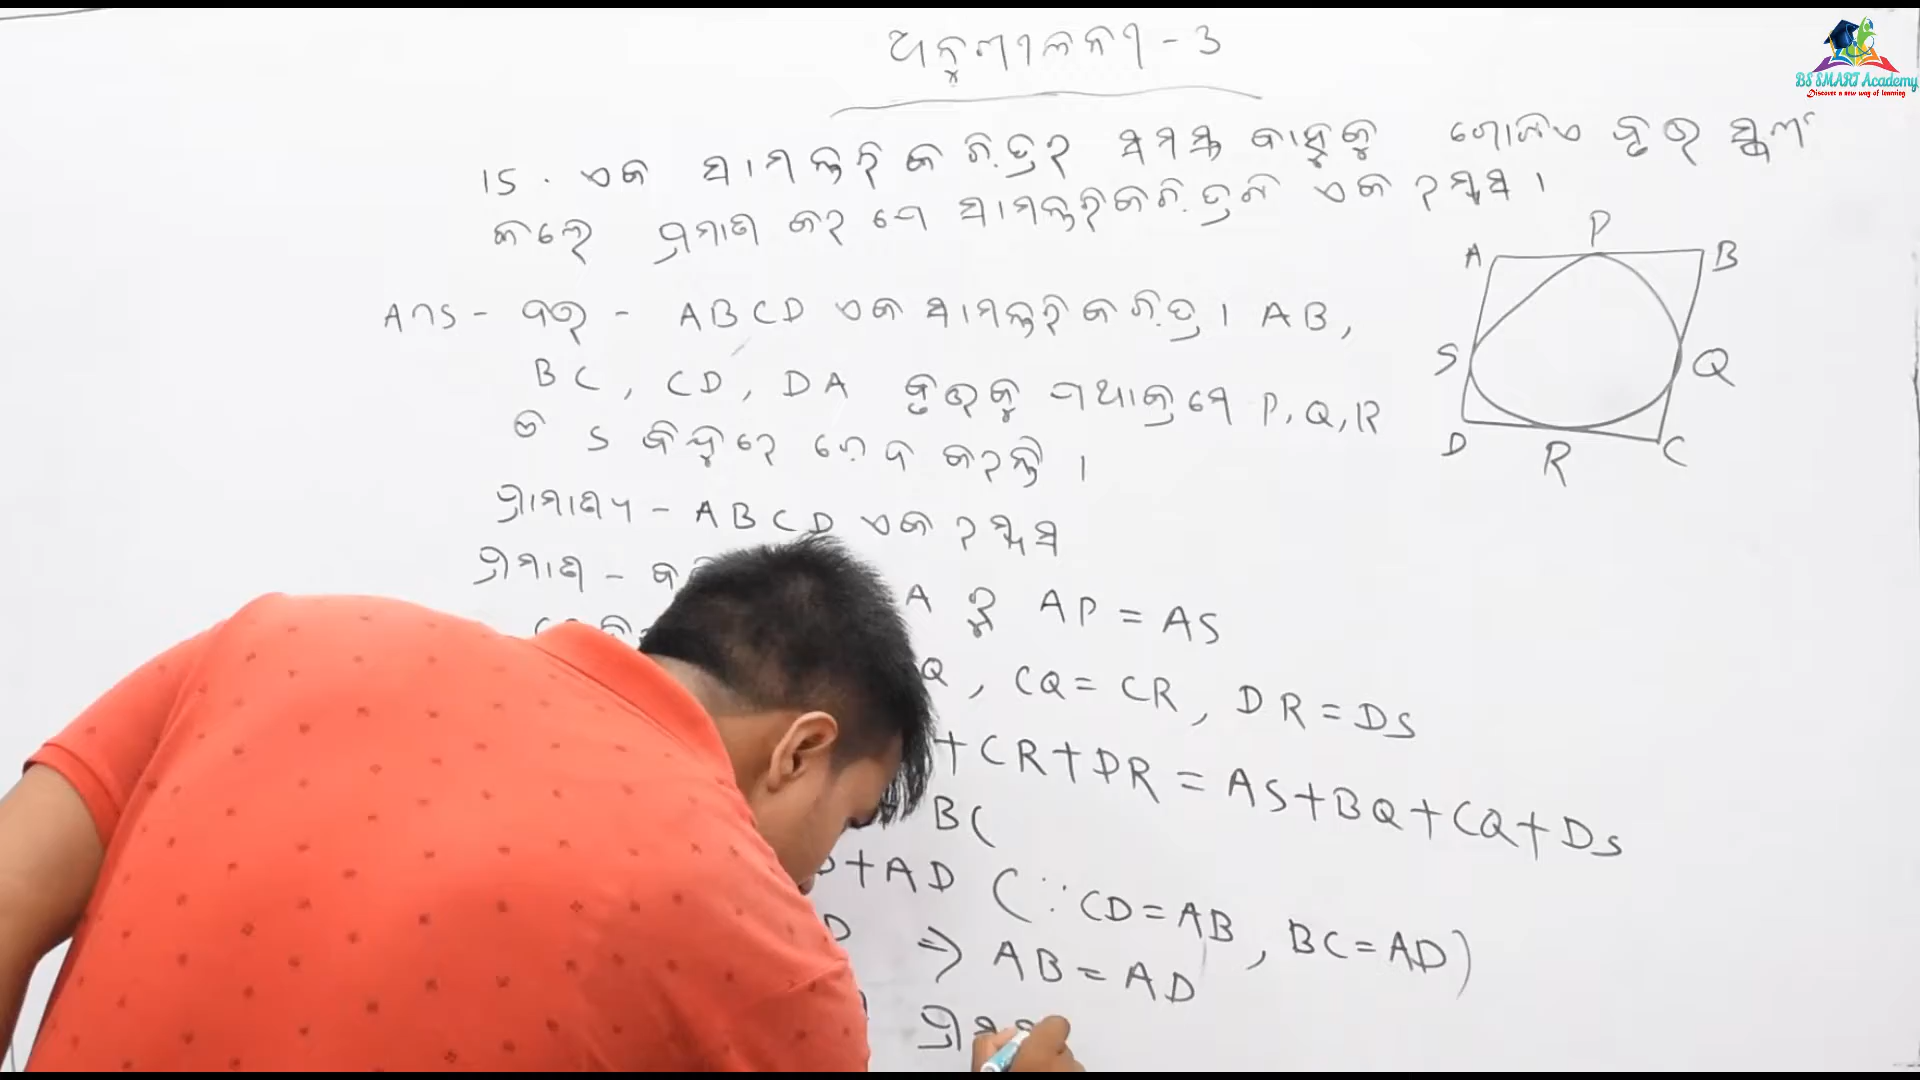 ଅନୁଶୀଳନୀ - 3
15. ଏକ ସାମାନ୍ତରିକ ଚିତ୍ରର ସମସ୍ତ ବାହୁକୁ ଗୋଟିଏ ବୃତ୍ତ ସ୍ପର୍ଶ
କଲେ ପ୍ରମାଣ କର ଯେ ସାମାନ୍ତରିକ ଚିତ୍ରଟି ଏକ ରମ୍ବସ ।
Ans - ଦତ୍ତ - ABCD ଏକ ସାମାନ୍ତରିକ ଚିତ୍ର । AB,
BC, CD, DA ବୃତ୍ତକୁ ଯଥାକ୍ରମେ P, Q, R
ଓ S ବିନ୍ଦୁରେ ଛେଦ କରନ୍ତି ।
ପ୍ରାମାଣ୍ୟ - ABCD ଏକ ରମ୍ବସ
ପ୍ରମାଣ - A ରୁ AP = AS
Q, CQ = CR, DR = DS
+ CR + DR = AS + BQ + CQ + DS
BC
+ AD (∵ CD = AB, BC = AD)
D ⇒ AB = AD
A P B
S Q
D R C
BS SMART Academy
Discover a new way of learning